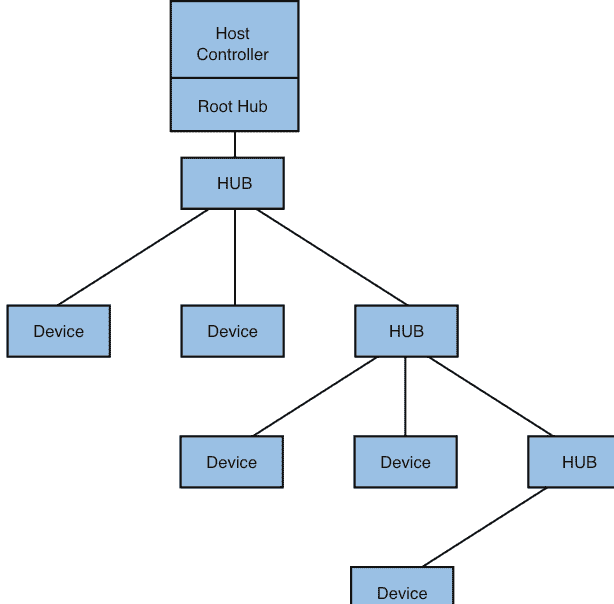 Host
Controller
Root Hub
HUB
Device
Device
HUB
Device
Device
HUB
Device